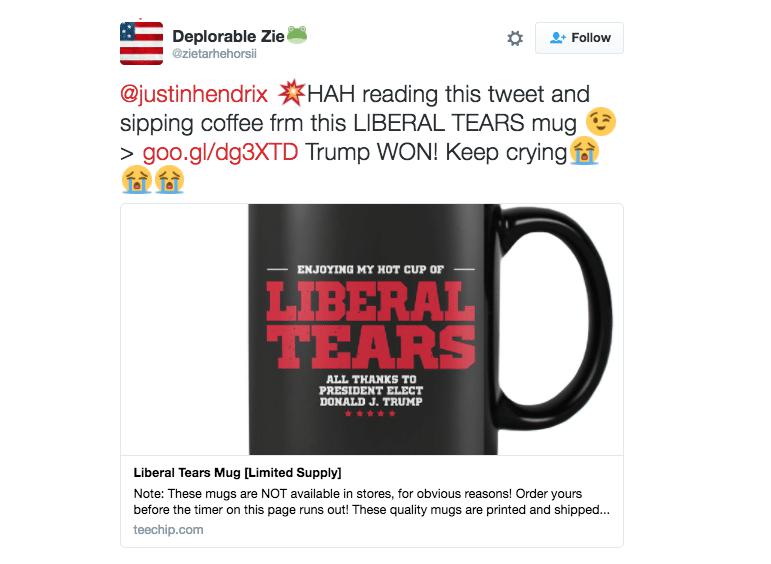 Deplorable Zie🐸
@zietarhehorsii
Follow
@justinhendrix 💥HAH reading this tweet and
sipping coffee frm this LIBERAL TEARS mug 😉
> goo.gl/dg3XTD Trump WON! Keep crying😭
😭😭
ENJOYING MY HOT CUP OF
LIBERAL
TEARS
ALL THANKS TO
PRESIDENT ELECT
DONALD J. TRUMP
Liberal Tears Mug [Limited Supply]
Note: These mugs are NOT available in stores, for obvious reasons! Order yours
before the timer on this page runs out! These quality mugs are printed and shipped...
teechip.com